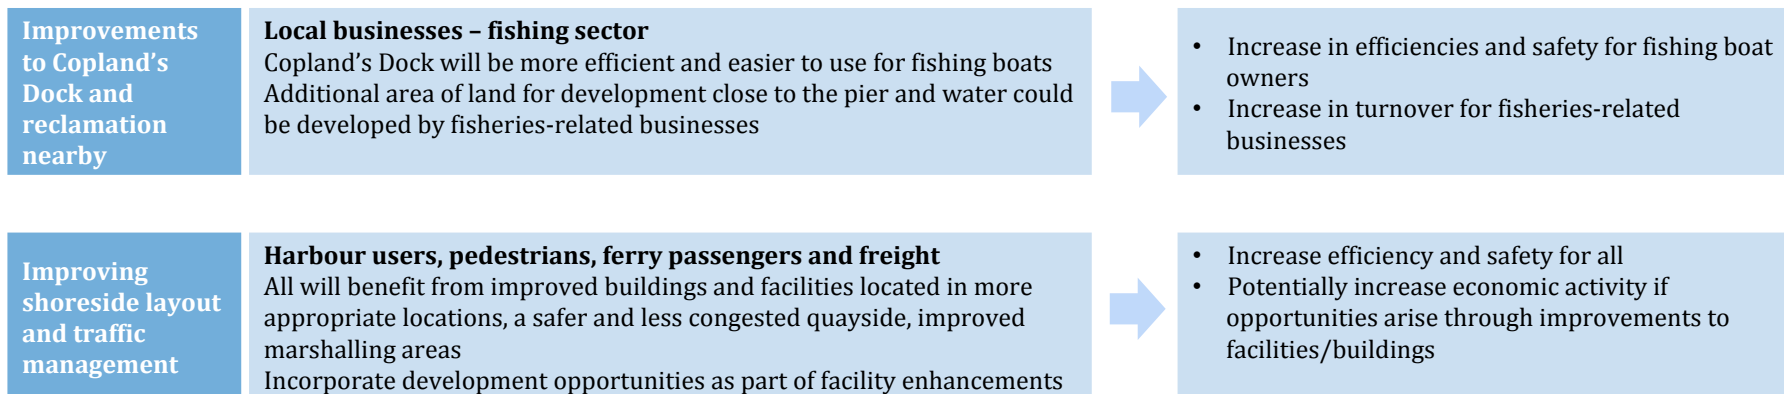 Improvements
to Copland’s
Dock and
reclamation
nearby
Local businesses – fishing sector
Copland’s Dock will be more efficient and easier to use for fishing boats
Additional area of land for development close to the pier and water could
be developed by fisheries-related businesses
• Increase in efficiencies and safety for fishing boat
owners
• Increase in turnover for fisheries-related
businesses
Improving
shoreside layout
and traffic
management
Harbour users, pedestrians, ferry passengers and freight
All will benefit from improved buildings and facilities located in more
appropriate locations, a safer and less congested quayside, improved
marshalling areas
Incorporate development opportunities as part of facility enhancements
• Increase efficiency and safety for all
• Potentially increase economic activity if
opportunities arise through improvements to
facilities/buildings